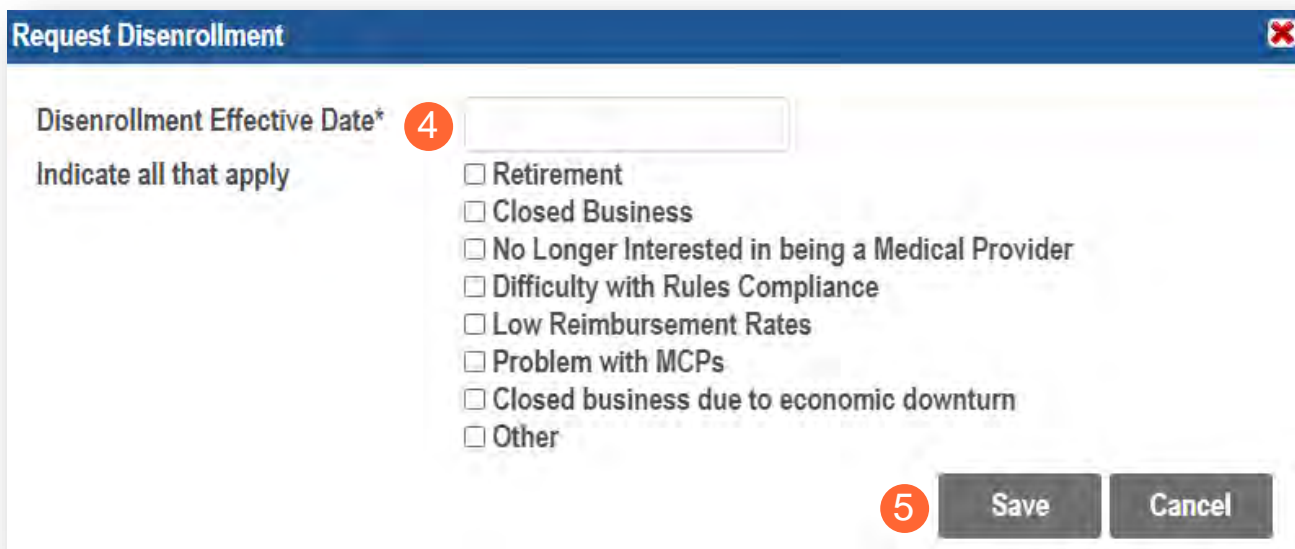 Request Disenrollment
Disenrollment Effective Date* 4
Indicate all that apply
Retirement
Closed Business
No Longer Interested in being a Medical Provider
Difficulty with Rules Compliance
Low Reimbursement Rates
Problem with MCPs
Closed business due to economic downturn
Other
5 Save Cancel